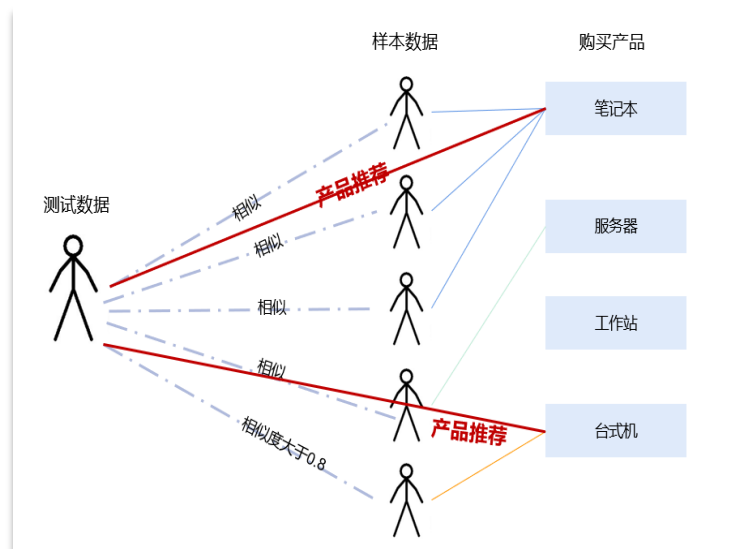 样本数据
购买产品
笔记本
产品推荐
测试数据
相似
服务器
相似
相似
工作站
相似
产品推荐
台式机
相似度大于0.8